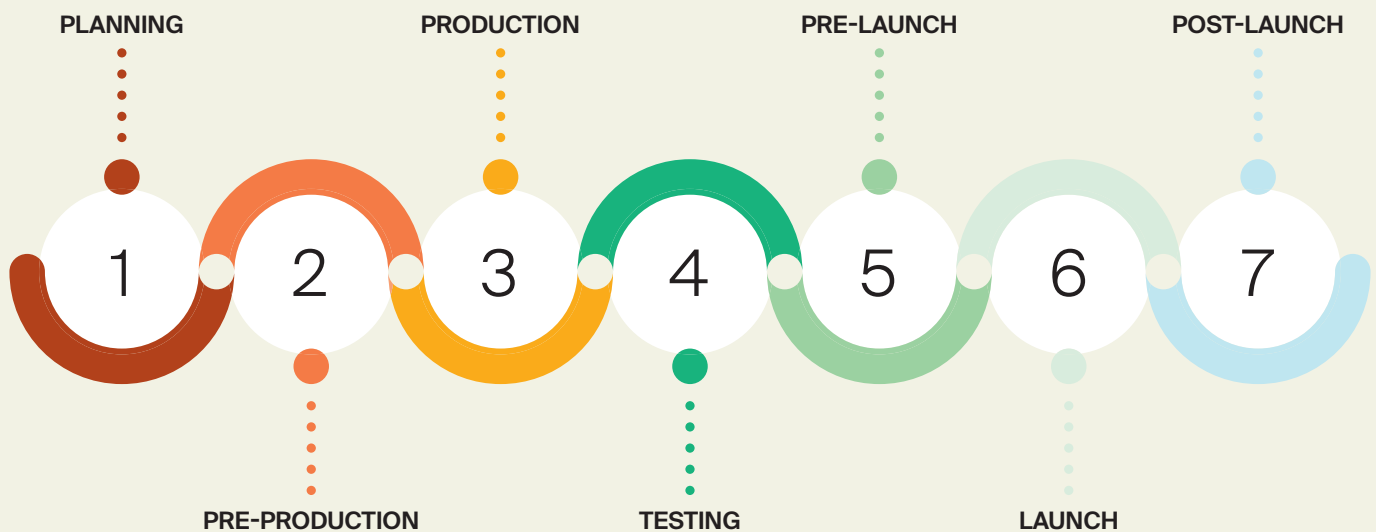 PLANNING
PRODUCTION
PRE-LAUNCH
POST-LAUNCH
1
2
3
4
5
6
7
PRE-PRODUCTION
TESTING
LAUNCH